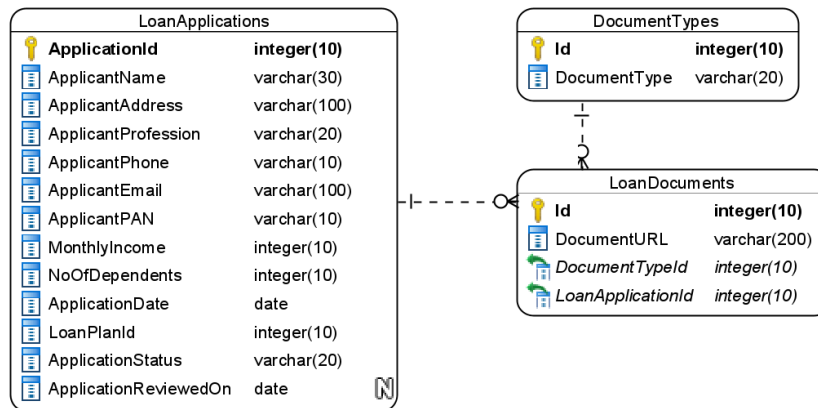 LoanApplications
ApplicationId integer(10)
ApplicantName varchar(30)
ApplicantAddress varchar(100)
ApplicantProfession varchar(20)
ApplicantPhone varchar(10)
ApplicantEmail varchar(100)
ApplicantPAN varchar(10)
MonthlyIncome integer(10)
NoOfDependents integer(10)
ApplicationDate date
LoanPlanId integer(10)
ApplicationStatus varchar(20)
ApplicationReviewedOn date N
DocumentTypes
Id integer(10)
DocumentType varchar(20)
LoanDocuments
Id integer(10)
DocumentURL varchar(200)
DocumentTypeId integer(10)
LoanApplicationId integer(10)